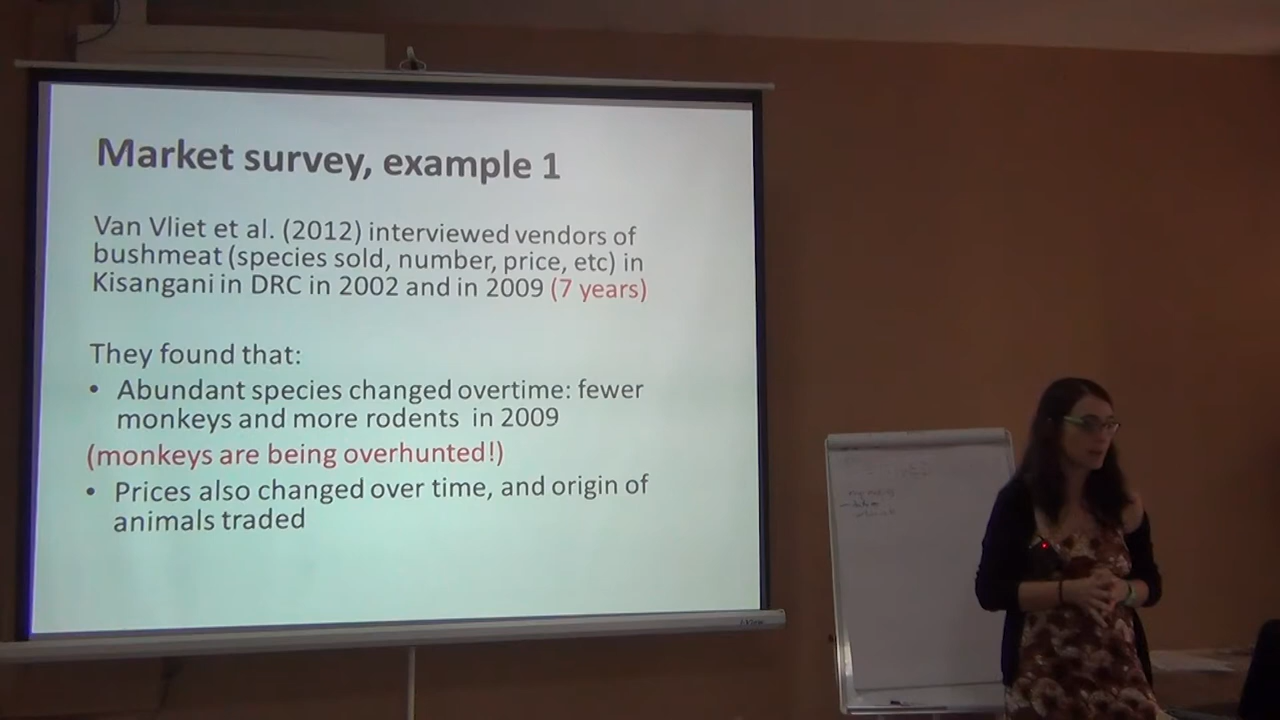 Market survey, example 1
Van Vliet et al. (2012) interviewed vendors of
bushmeat (species sold, number, price, etc) in
Kisangani in DRC in 2002 and in 2009 (7 years)
They found that:
• Abundant species changed overtime: fewer
monkeys and more rodents in 2009
(monkeys are being overhunted!)
• Prices also changed over time, and origin of
animals traded